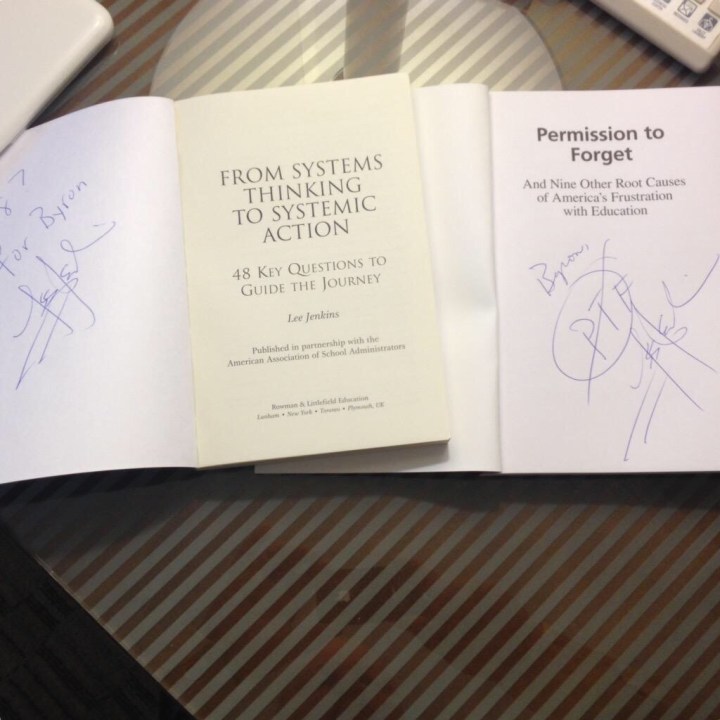 For Byron
FROM SYSTEMS
THINKING
TO SYSTEMIC
ACTION
48 KEY QUESTIONS TO
GUIDE THE JOURNEY
Lee Jenkins
Published in partnership with the
American Association of School Administrators
Rowman & Littlefield Education
Lanham • New York • Toronto • Plymouth, UK
Permission to
Forget
And Nine Other Root Causes
of America's Frustration
with Education
Byron,
PTF